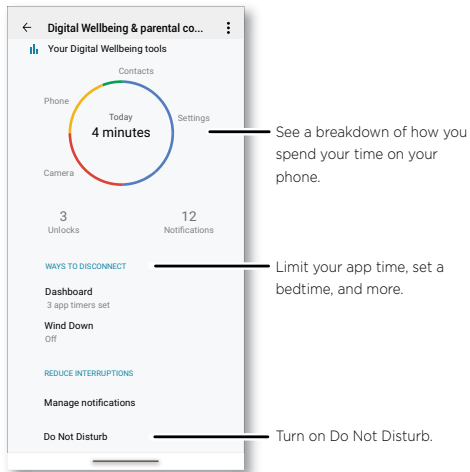 Digital Wellbeing & parental co...
Your Digital Wellbeing tools
Contacts
Phone
Today
4 minutes
Settings
Camera
3
Unlocks
12
Notifications
WAYS TO DISCONNECT
Dashboard
3 app timers set
Wind Down
Off
REDUCE INTERRUPTIONS
Manage notifications
Do Not Disturb
See a breakdown of how you
spend your time on your
phone.
Limit your app time, set a
bedtime, and more.
Turn on Do Not Disturb.